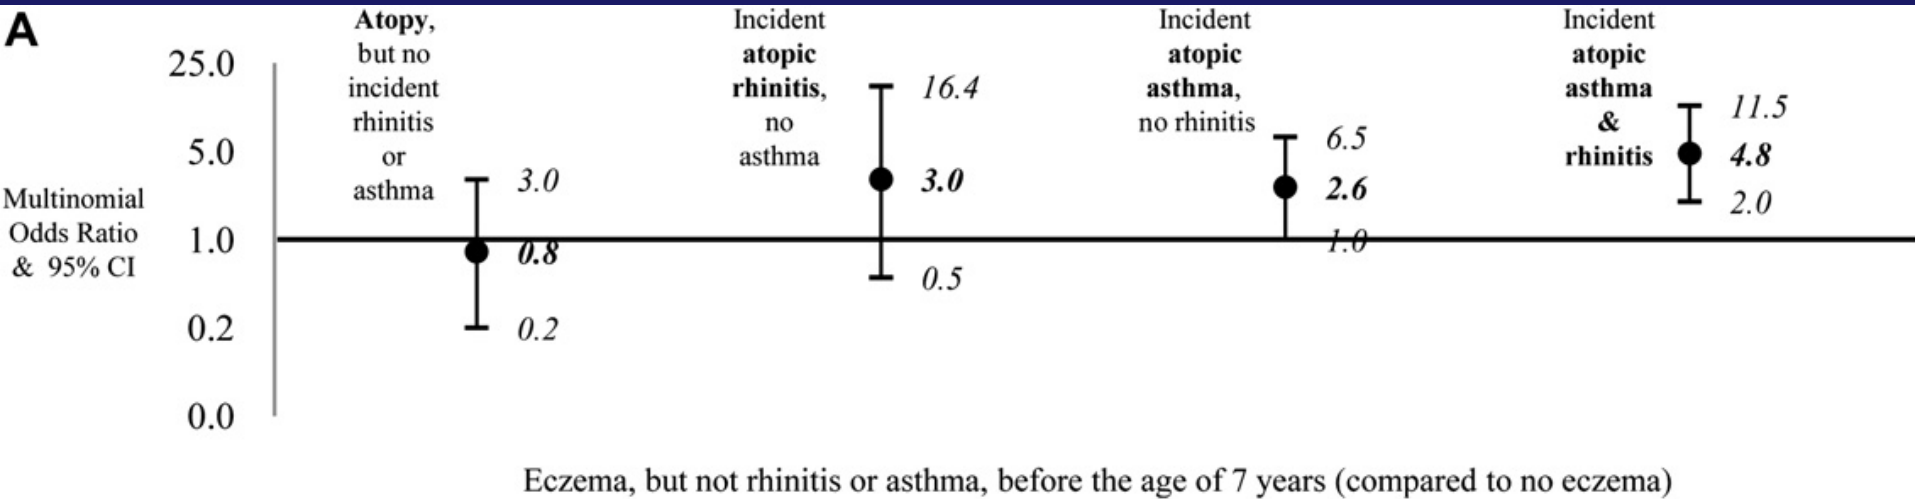 A
Atopy,
but no
incident
rhinitis
or
asthma
Incident
atopic
rhinitis,
no
asthma
Incident
atopic
asthma,
no rhinitis
Incident
atopic
asthma
&
rhinitis
25.0
5.0
1.0
0.2
0.0
Multinomial
Odds Ratio
& 95% CI
3.0
0.8
0.2
16.4
3.0
0.5
6.5
2.6
1.0
11.5
4.8
2.0
Eczema, but not rhinitis or asthma, before the age of 7 years (compared to no eczema)